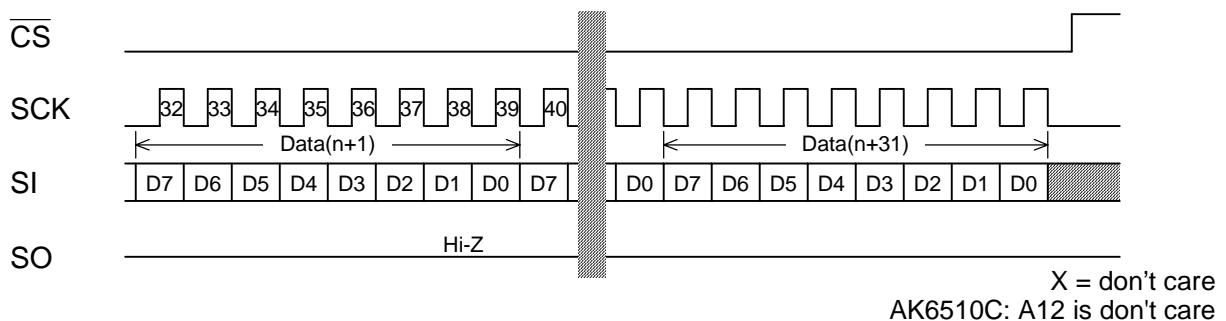 CS
SCK 32 33 34 35 36 37 38 39 40
Data(n+1) Data(n+31)
SI D7 D6 D5 D4 D3 D2 D1 D0 D7 D0 D7 D6 D5 D4 D3 D2 D1 D0
Hi-Z
SO
X = don’t care
AK6510C: A12 is don't care